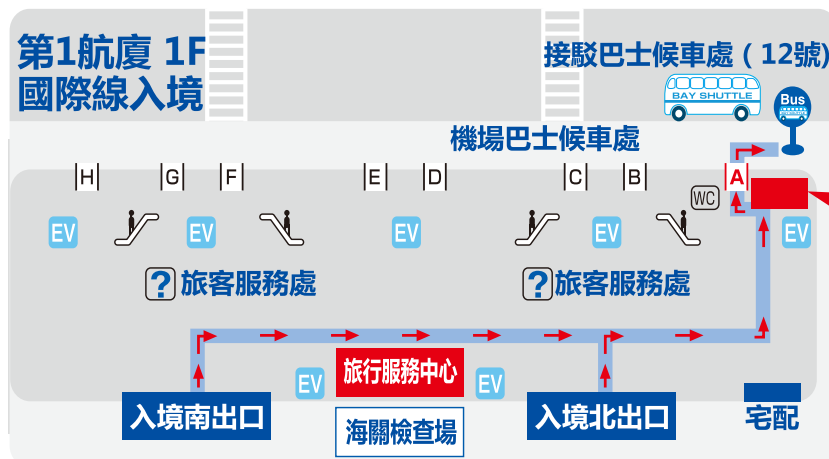 第1航廈 1F
國際線入境
接駁巴士候車處（12號）
BAY SHUTTLE
Bus
機場巴士候車處
H G F E D C B A
WC
EV EV EV EV EV
? 旅客服務處 ? 旅客服務處
旅行服務中心
EV EV
入境南出口 入境北出口 宅配
海關檢查場